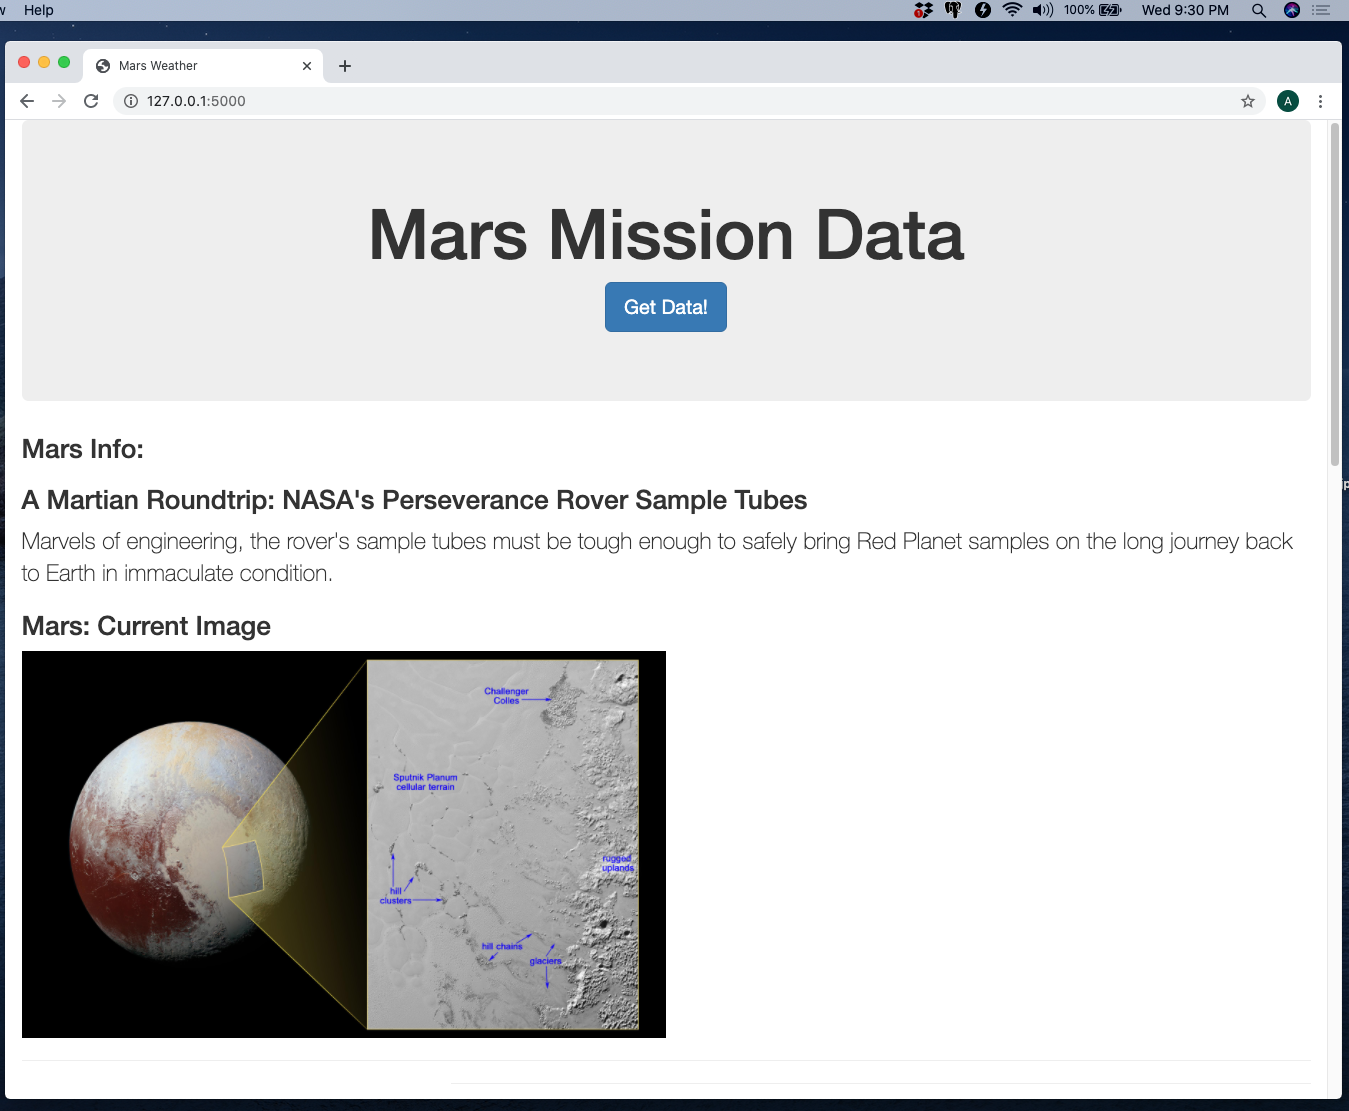 Help
1
100%
Wed 9:30 PM
Mars Weather
127.0.0.1:5000
A
Mars Mission Data
Get Data!
Mars Info:
A Martian Roundtrip: NASA's Perseverance Rover Sample Tubes
Marvels of engineering, the rover's sample tubes must be tough enough to safely bring Red Planet samples on the long journey back
to Earth in immaculate condition.
Mars: Current Image
Challenger
Colles
Sputnik Planum
cellular terrain
rugged
uplands
hill
clusters
hill chains
glaciers